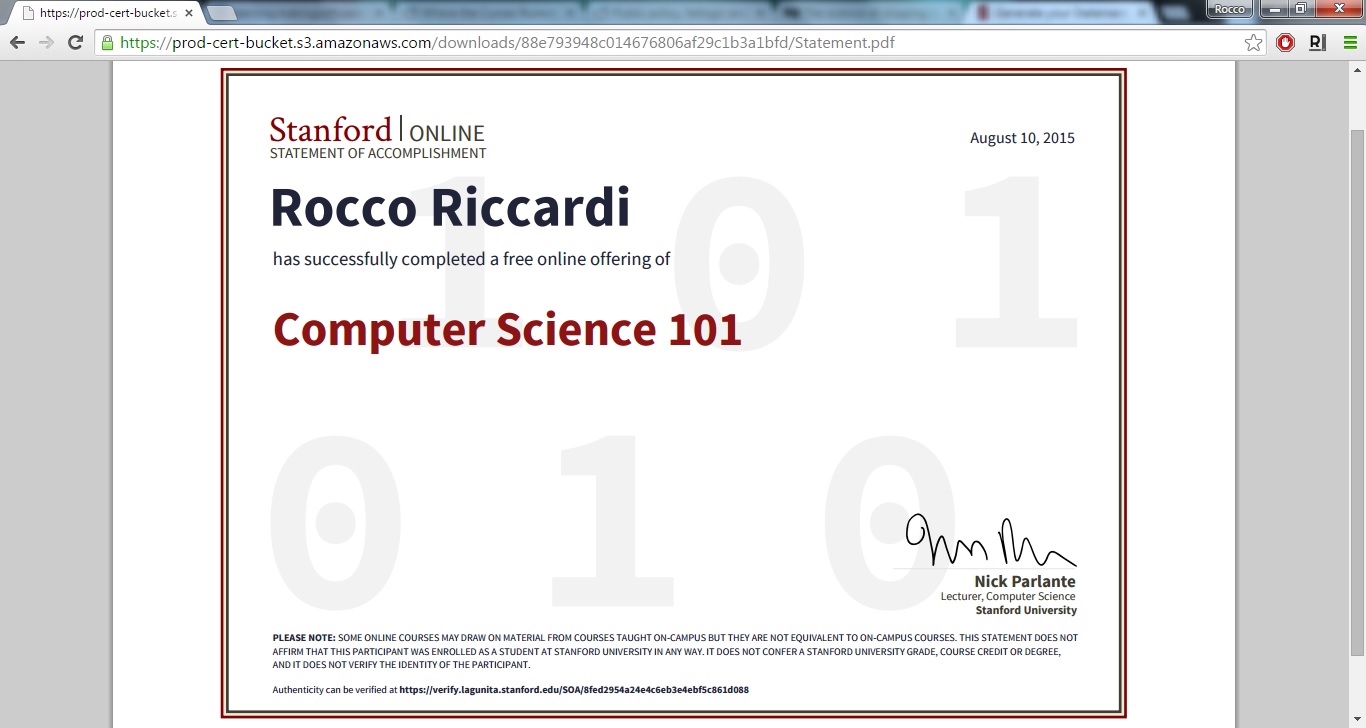 https://prod-cert-bucket.s
Rocco
https://prod-cert-bucket.s3.amazonaws.com/downloads/88e793948c014676806af29c1b3a1bfd/Statement.pdf
R
Stanford | ONLINE
STATEMENT OF ACCOMPLISHMENT
August 10, 2015
1 0 1
Rocco Riccardi
has successfully completed a free online offering of
Computer Science 101
0 1 0
Nick Parlante
Lecturer, Computer Science
Stanford University
PLEASE NOTE: SOME ONLINE COURSES MAY DRAW ON MATERIAL FROM COURSES TAUGHT ON-CAMPUS BUT THEY ARE NOT EQUIVALENT TO ON-CAMPUS COURSES. THIS STATEMENT DOES NOT
AFFIRM THAT THIS PARTICIPANT WAS ENROLLED AS A STUDENT AT STANFORD UNIVERSITY IN ANY WAY. IT DOES NOT CONFER A STANFORD UNIVERSITY GRADE, COURSE CREDIT OR DEGREE,
AND IT DOES NOT VERIFY THE IDENTITY OF THE PARTICIPANT.
Authenticity can be verified at https://verify.lagunita.stanford.edu/SOA/8fed2954a24e4c6eb3e4ebf5c861d088